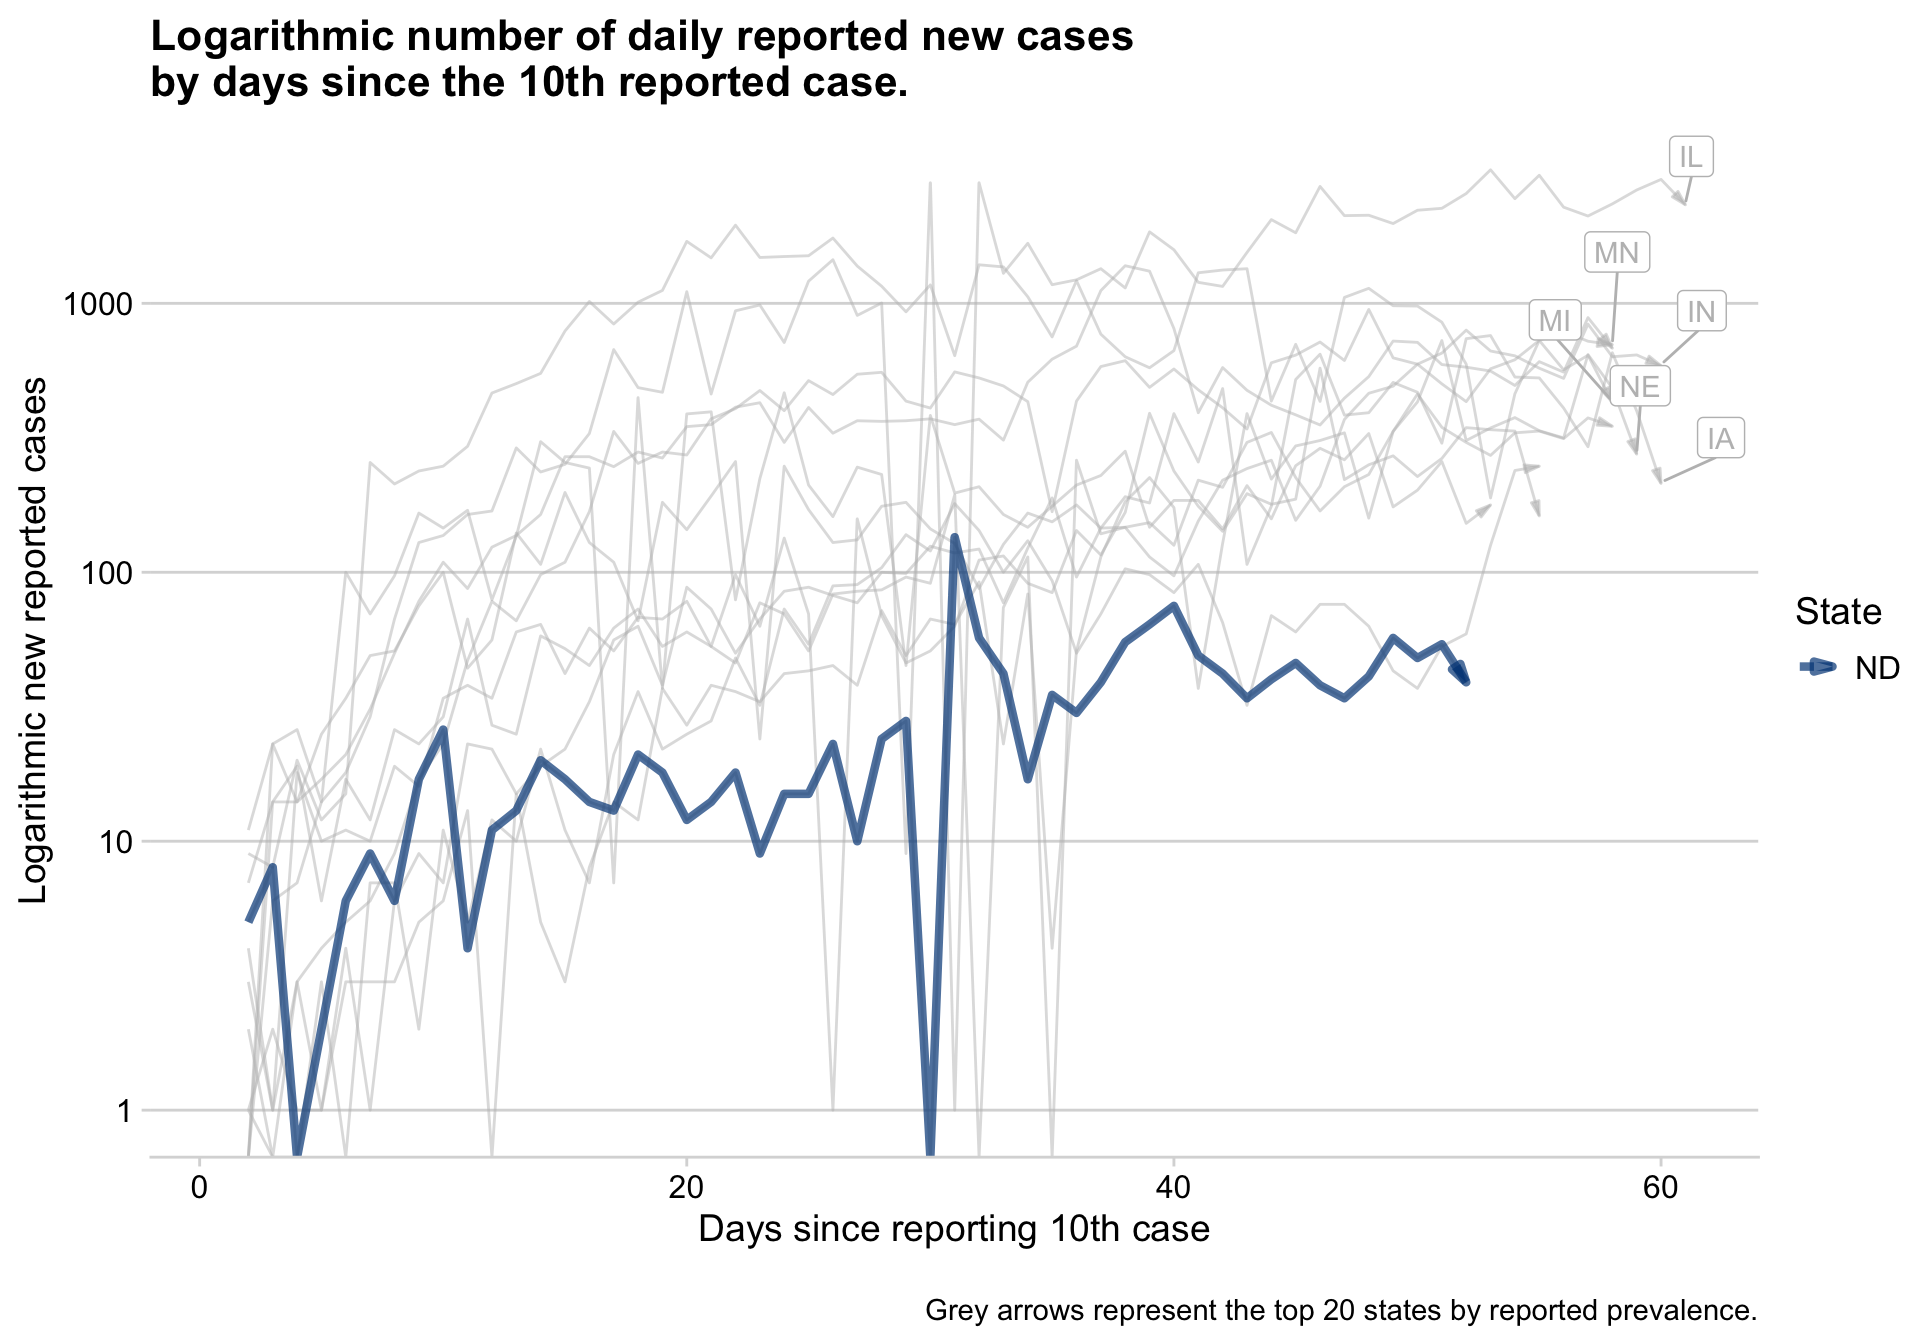 Logarithmic number of daily reported new cases
by days since the 10th reported case.
IL
MN
IN
MI
NE
IA
1000
100
10
1
Logarithmic new reported cases
0
20
40
60
Days since reporting 10th case
State
ND
Grey arrows represent the top 20 states by reported prevalence.